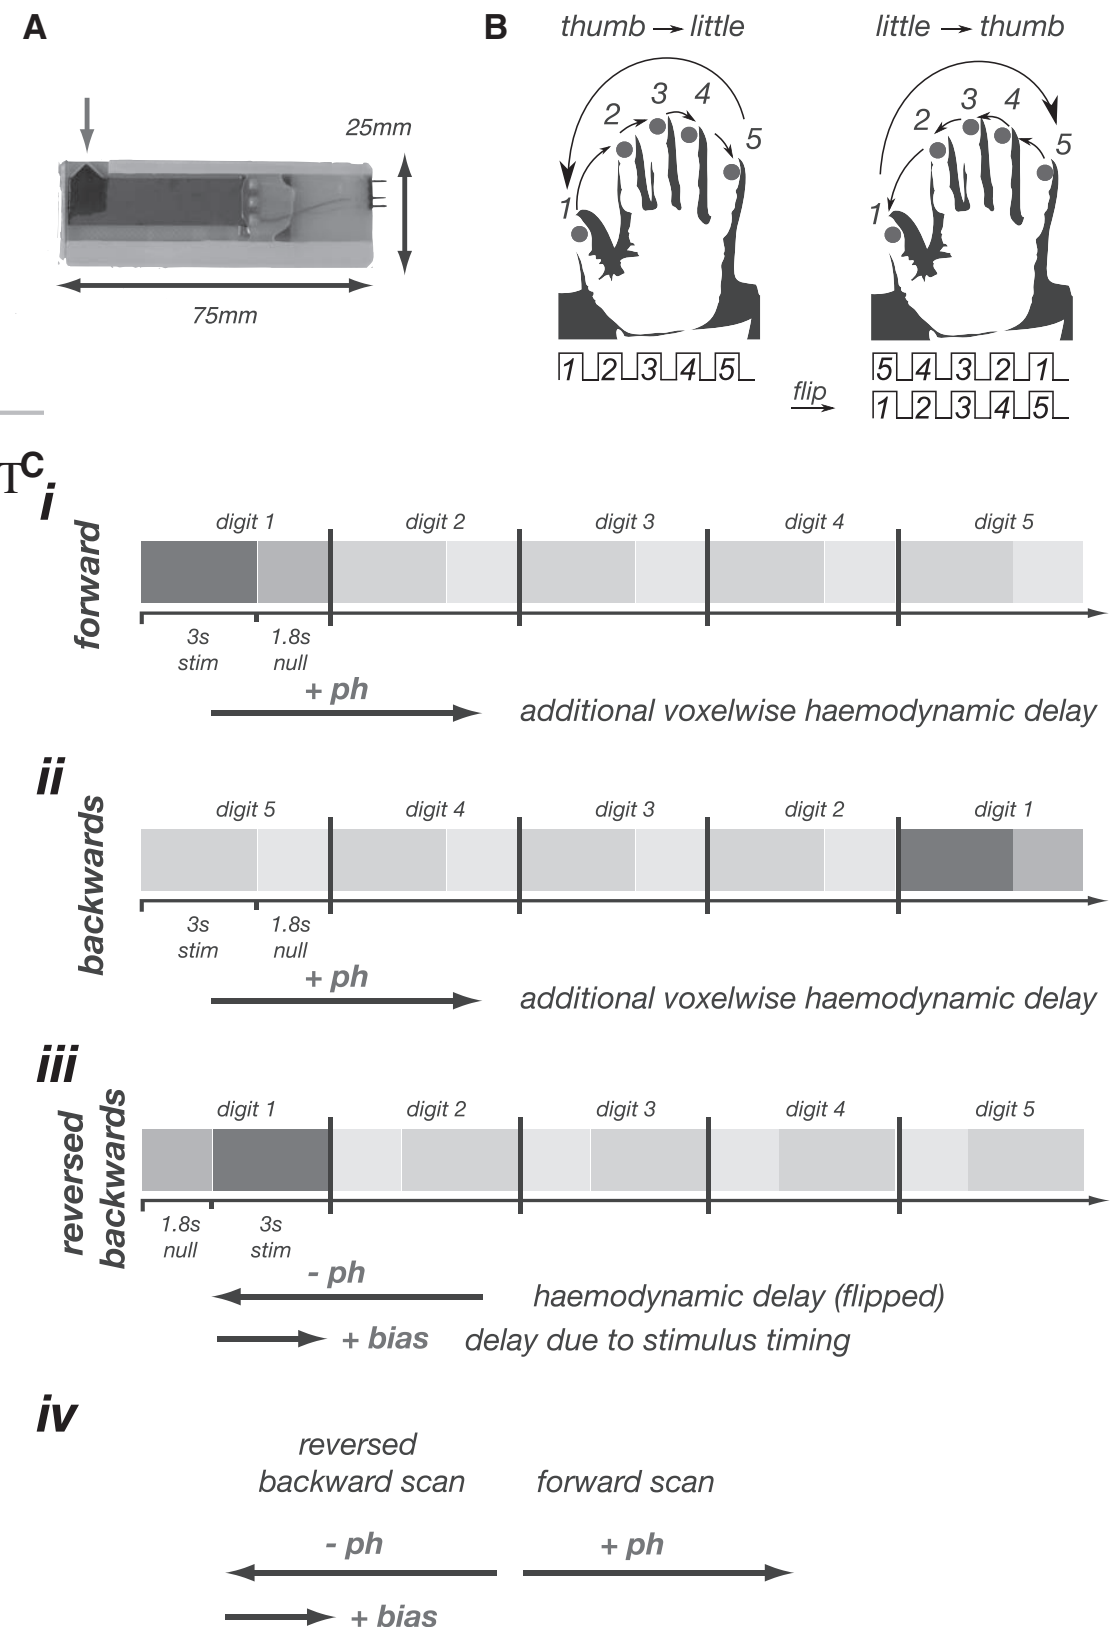 A
25mm
75mm
B
thumb → little
little → thumb
1 2 3 4 5
1 2 3 4 5
1 2 3 4 5
5 4 3 2 1
flip
1 2 3 4 5
T
C
i
forward
digit 1 digit 2 digit 3 digit 4 digit 5
3s 1.8s
stim null
+ ph
additional voxelwise haemodynamic delay
ii
backwards
digit 5 digit 4 digit 3 digit 2 digit 1
3s 1.8s
stim null
+ ph
additional voxelwise haemodynamic delay
iii
reversed
backwards
digit 1 digit 2 digit 3 digit 4 digit 5
1.8s 3s
null stim
- ph
haemodynamic delay (flipped)
+ bias delay due to stimulus timing
iv
reversed
backward scan forward scan
- ph + ph
+ bias